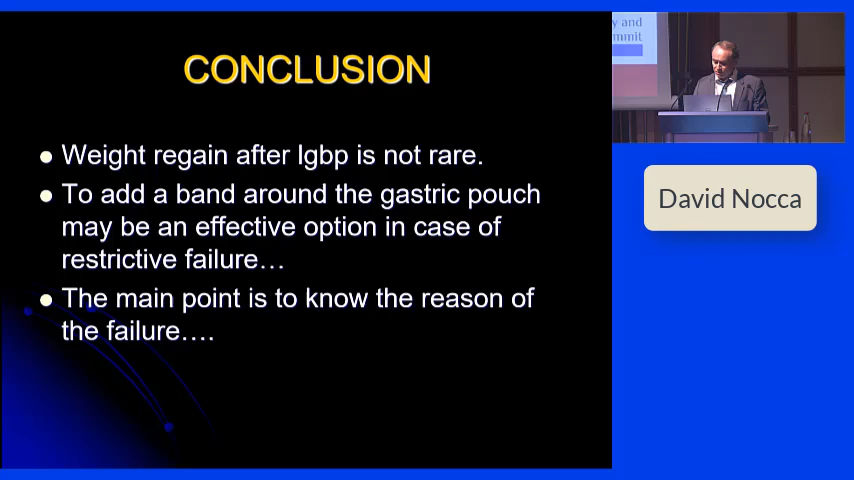 CONCLUSION
Weight regain after lgbp is not rare.
To add a band around the gastric pouch
may be an effective option in case of
restrictive failure…
The main point is to know the reason of
the failure….
y and
mmit
David Nocca